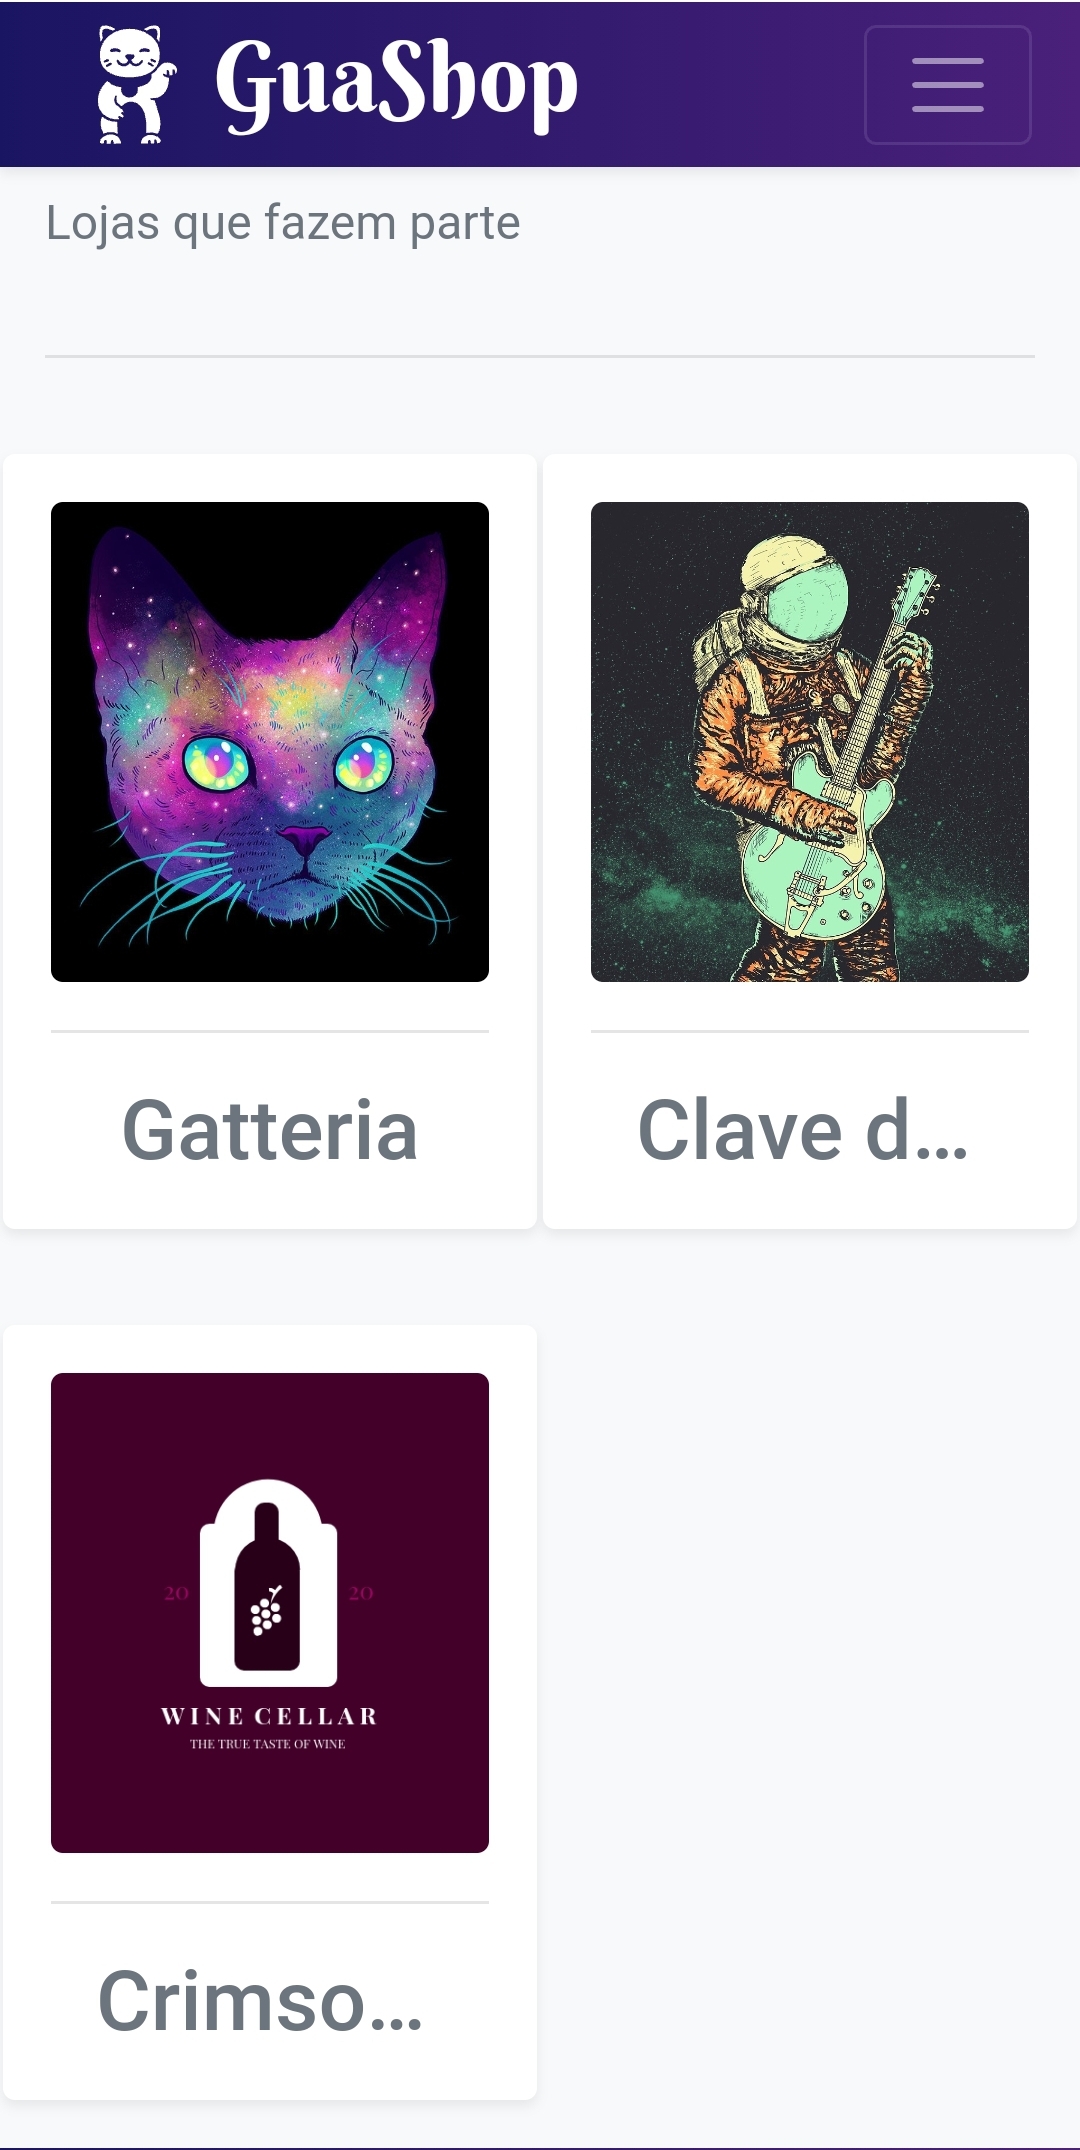 GuaShop
Lojas que fazem parte
Gatteria
Clave d...
20 20
WINE CELLAR
THE TRUE TASTE OF WINE
Crimso...